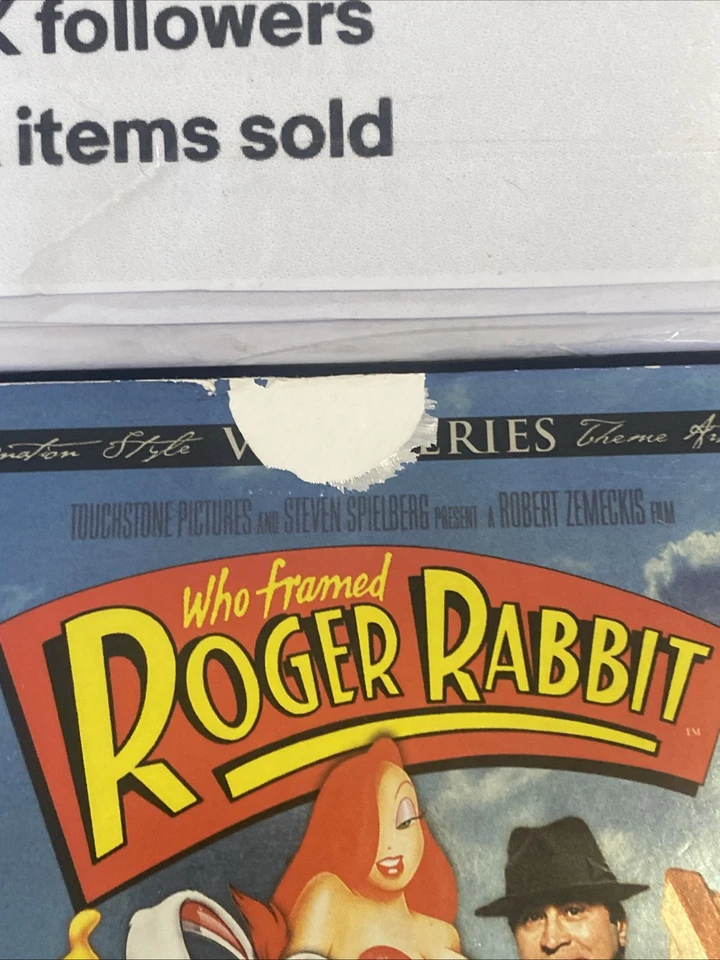 K followers
items sold
Style V ERIES Theme
TOUCHSTONE PICTURES AND STEVEN SPIELBERG PRESENT A ROBERT ZEMECKIS FILM
Who framed
ROGER RABBIT
TM